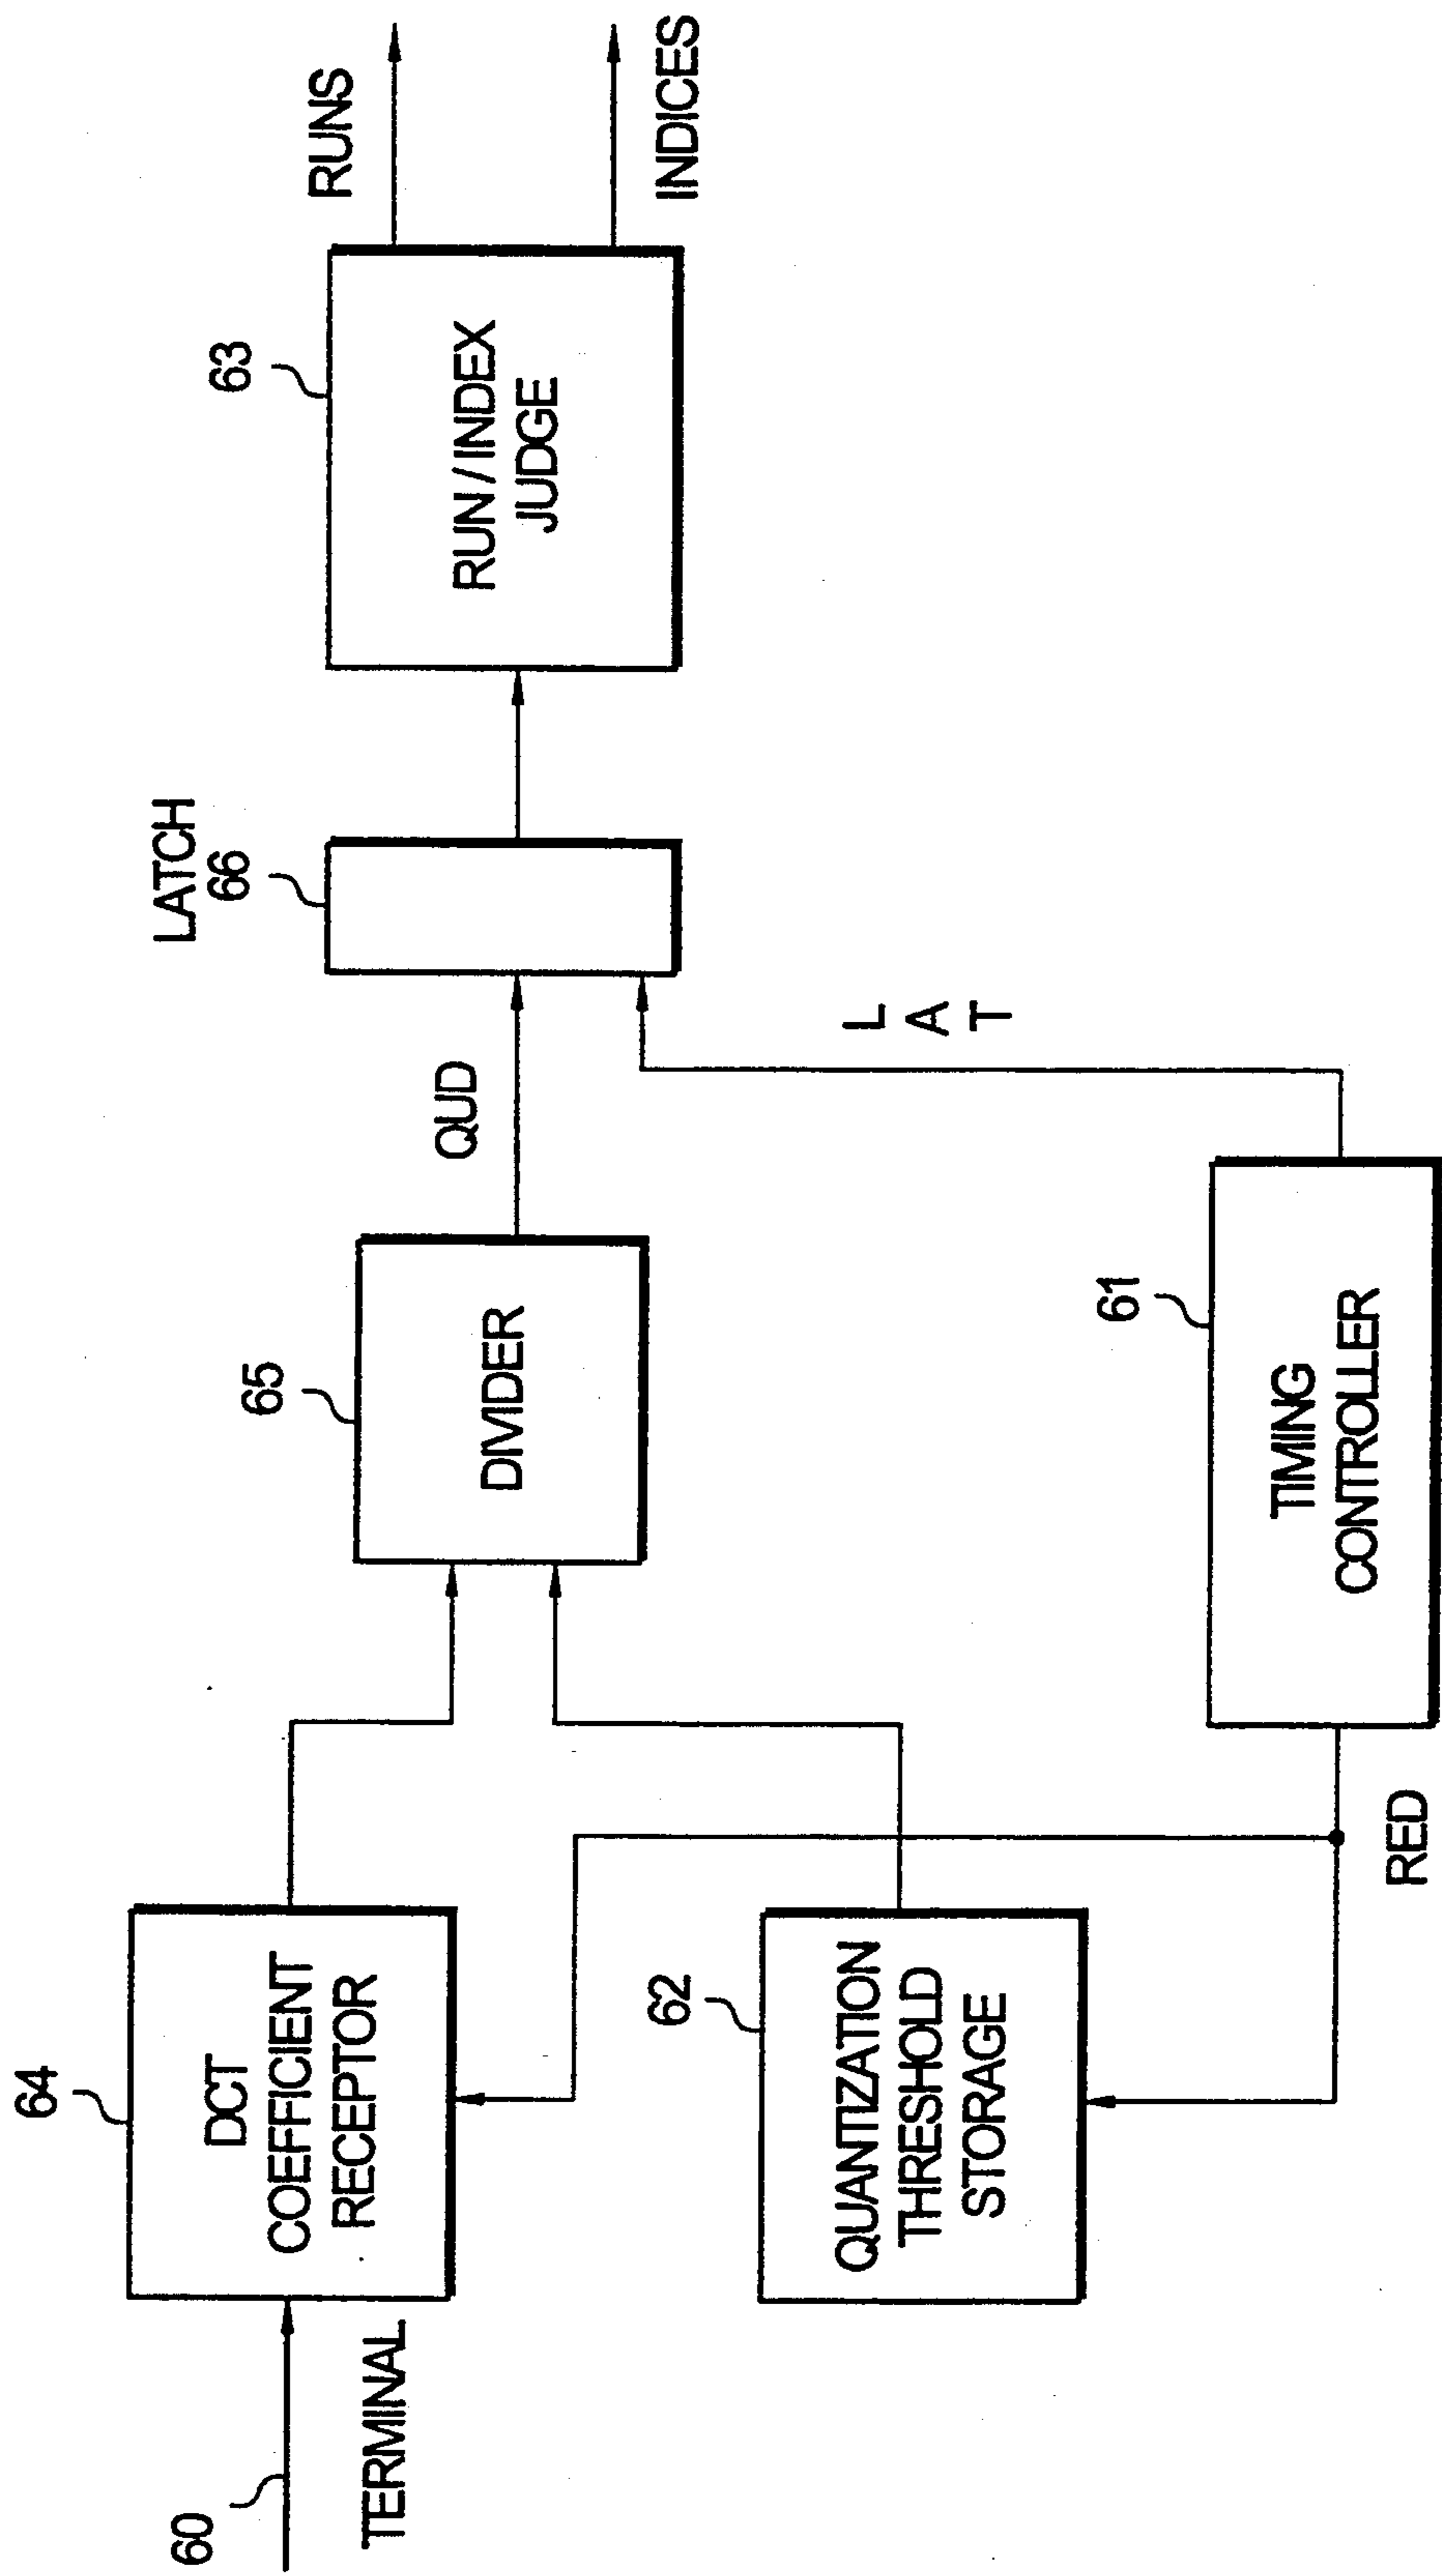 60
TERMINAL
64
DCT
COEFFICIENT
RECEPTOR
62
QUANTIZATION
THRESHOLD
STORAGE
RED
65
DIVIDER
QUD
61
TIMING
CONTROLLER
L
A
T
LATCH
66
63
RUN / INDEX
JUDGE
RUNS
INDICES